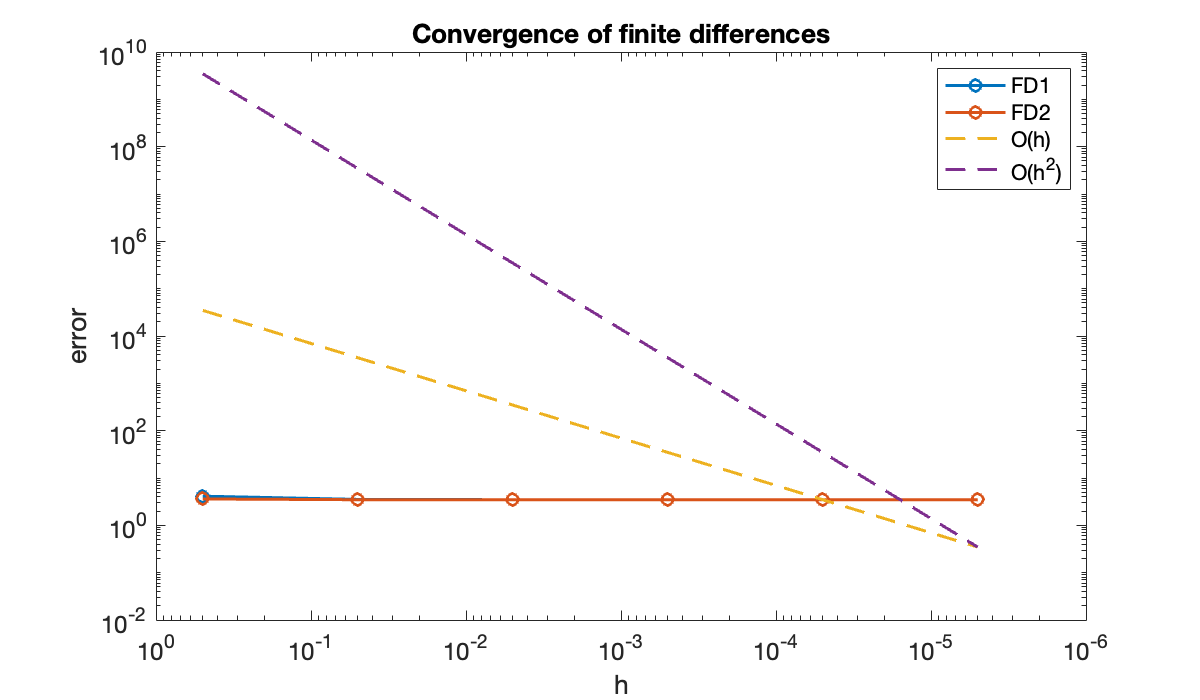 Convergence of finite differences
10^10
10^8
10^6
10^4
10^2
10^0
10^-2
error
FD1
FD2
O(h)
O(h^2)
10^0 10^-1 10^-2 10^-3 10^-4 10^-5 10^-6
h